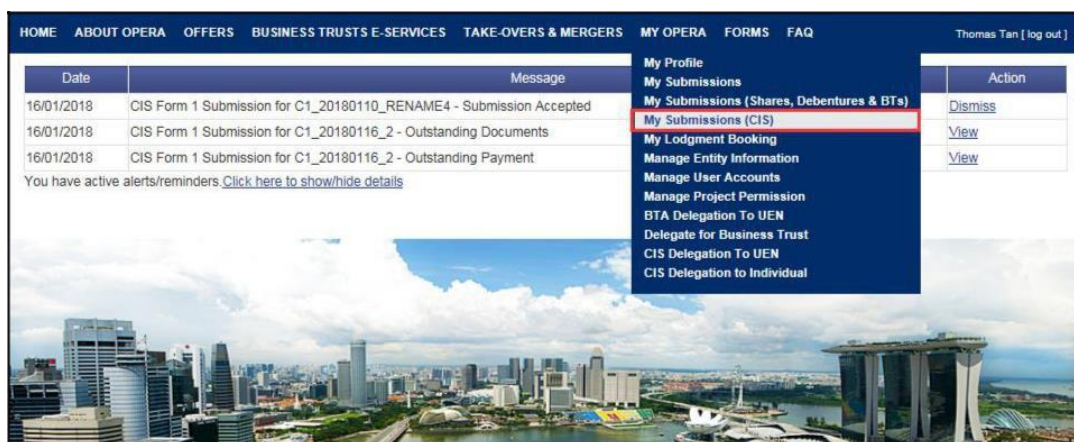 HOME ABOUT OPERA OFFERS BUSINESS TRUSTS E-SERVICES TAKE-OVERS & MERGERS MY OPERA FORMS FAQ Thomas Tan [ log out ]
Date Message Action
16/01/2018 CIS Form 1 Submission for C1_20180110_RENAME4 - Submission Accepted Dismiss
16/01/2018 CIS Form 1 Submission for C1_20180116_2 - Outstanding Documents View
16/01/2018 CIS Form 1 Submission for C1_20180116_2 - Outstanding Payment View
You have active alerts/reminders.Click here to show/hide details
My Profile
My Submissions
My Submissions (Shares, Debentures & BTs)
My Submissions (CIS)
My Lodgment Booking
Manage Entity Information
Manage User Accounts
Manage Project Permission
BTA Delegation To UEN
Delegate for Business Trust
CIS Delegation To UEN
CIS Delegation to Individual